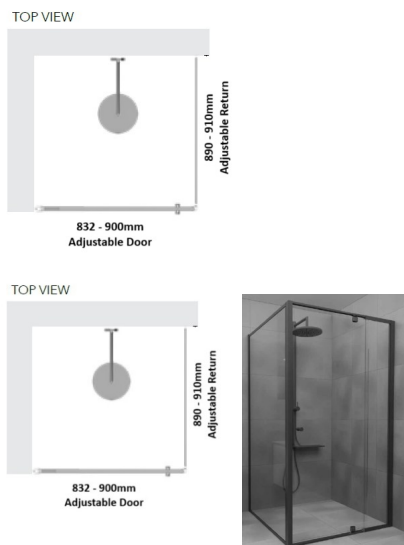 TOP VIEW
890 - 910mm
Adjustable Return
832 - 900mm
Adjustable Door
TOP VIEW
890 - 910mm
Adjustable Return
832 - 900mm
Adjustable Door